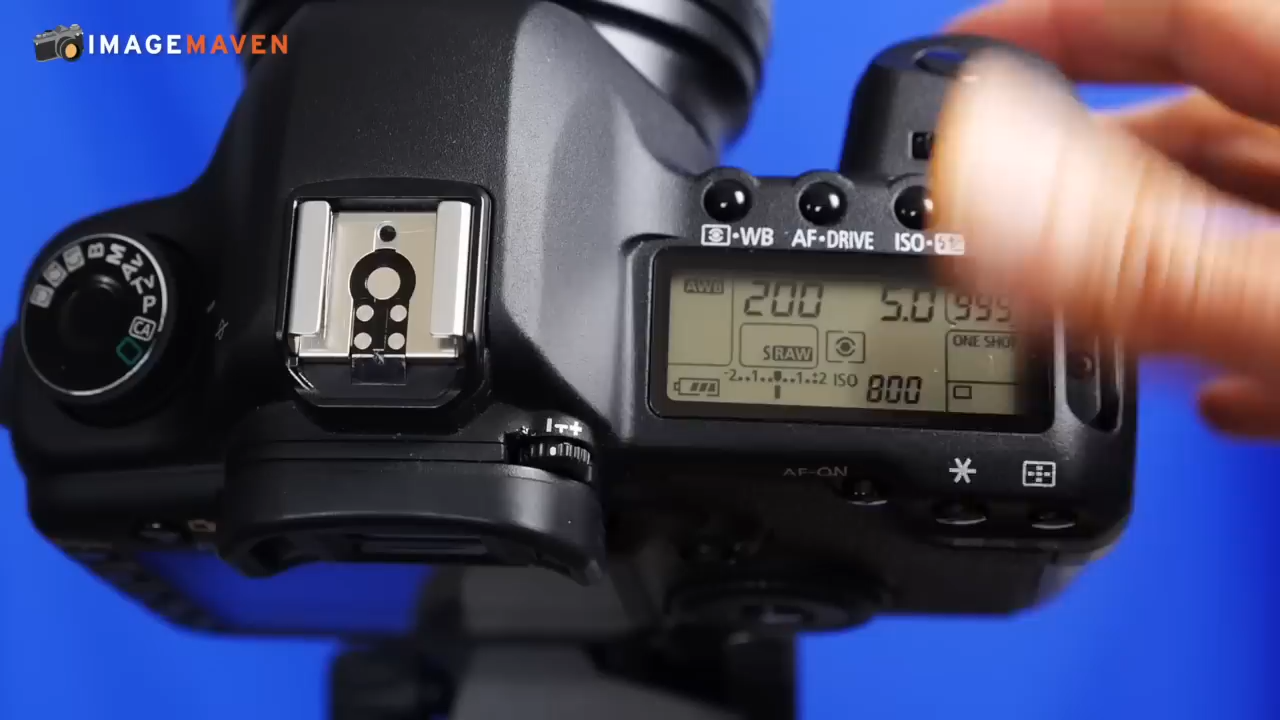 IMAGEMAVEN
B M Av Tv P CA
WB AF•DRIVE ISO•
AWB 200 5.0 [999
ONE SHOT
SRAW
-2..1..▼..1..:2 ISO 800
AF-ON